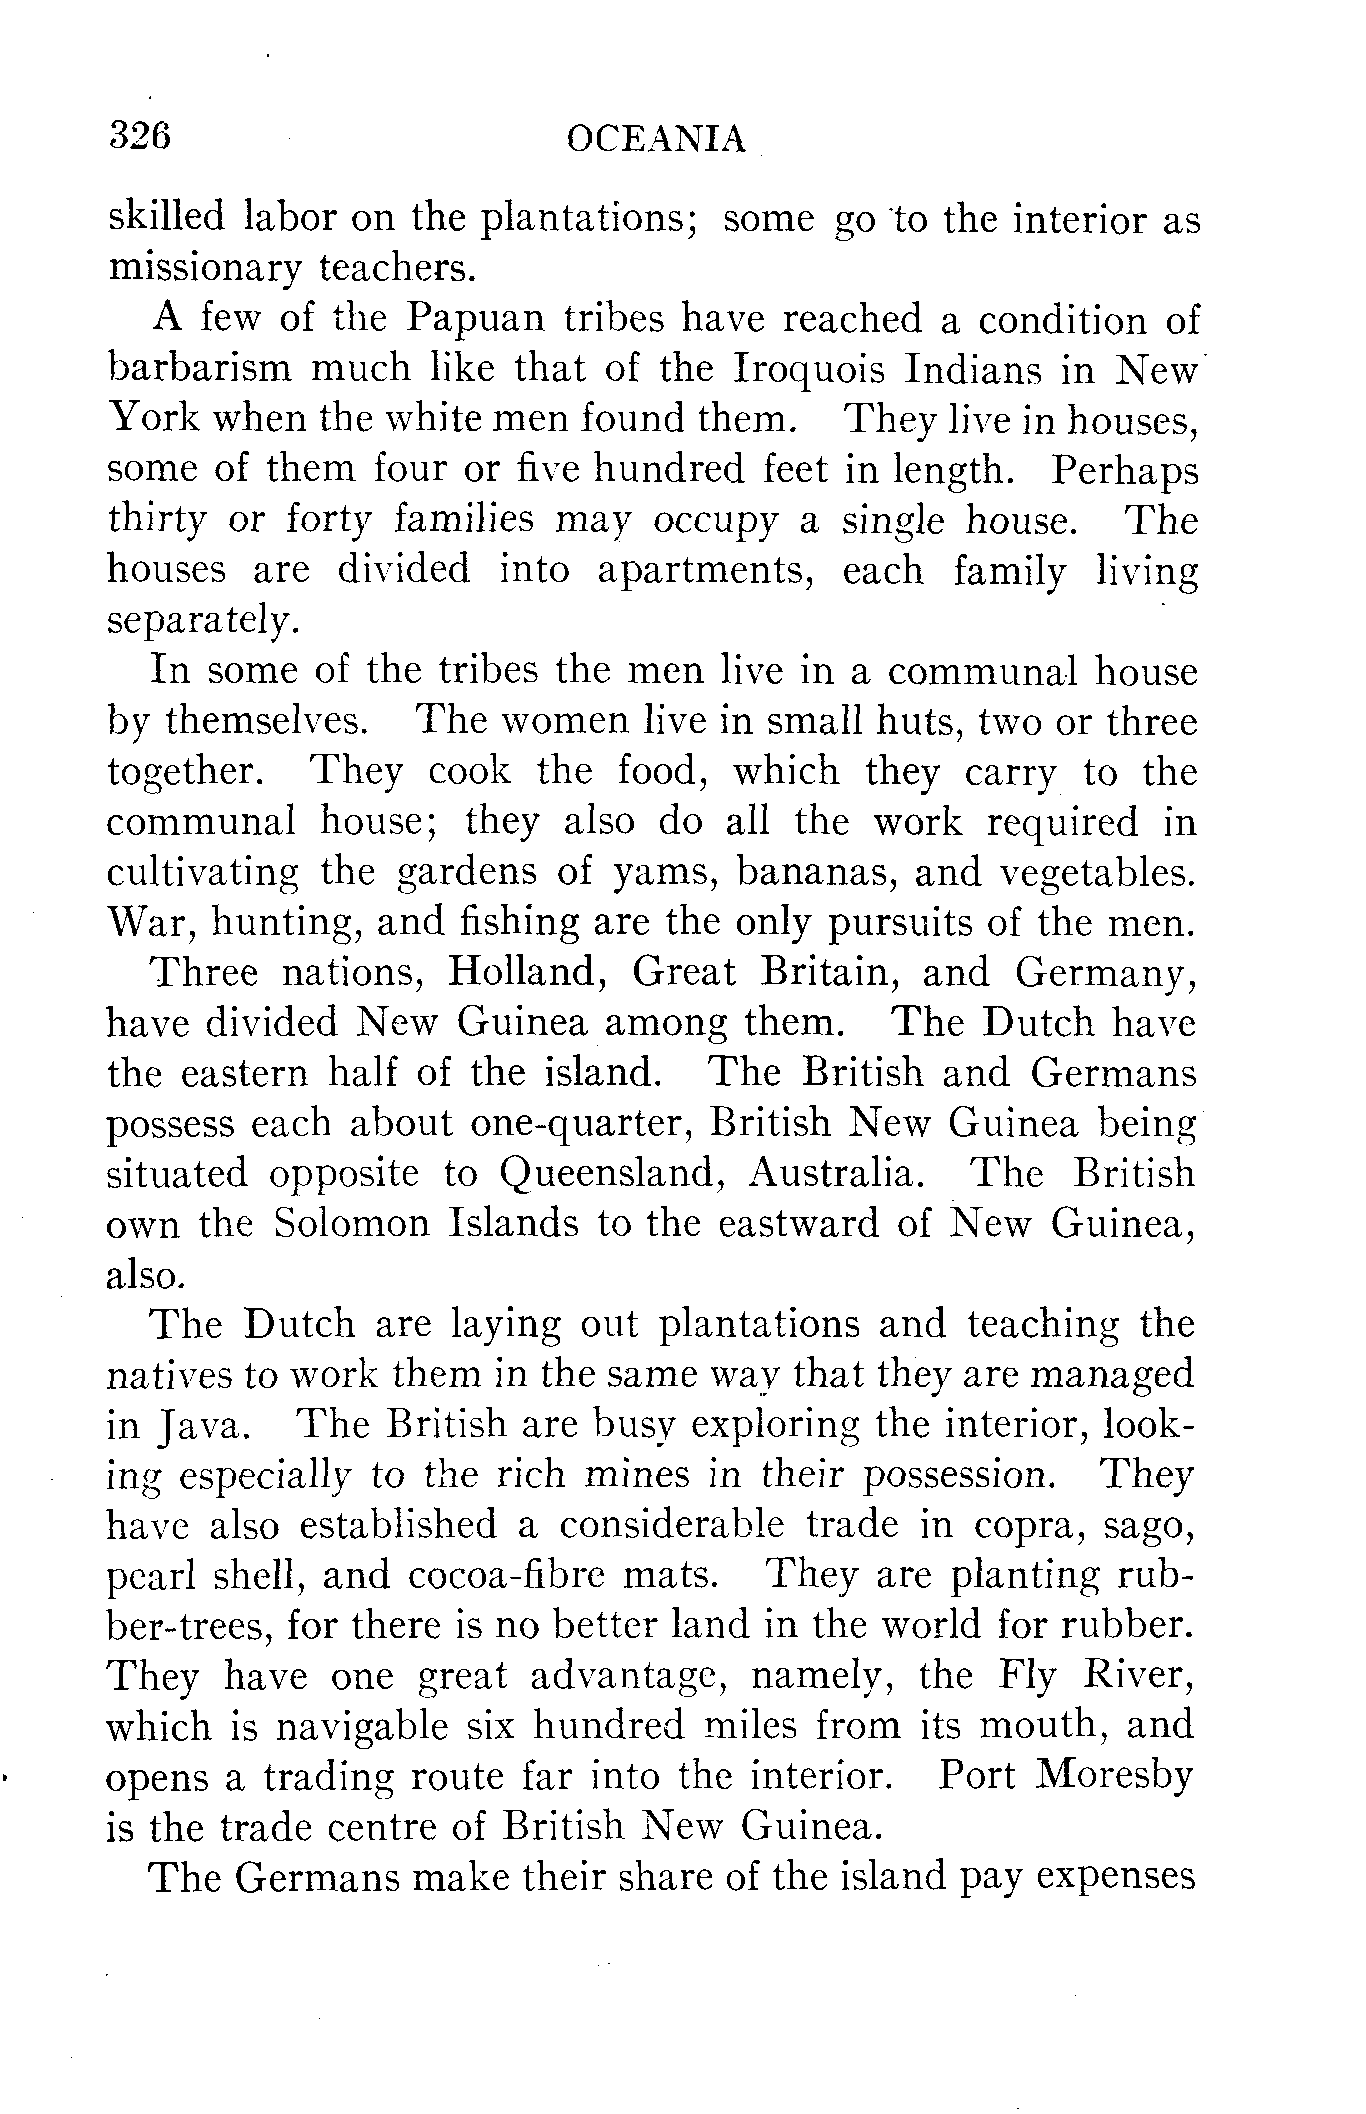 326 OCEANIA
skilled labor on the plantations; some go to the interior as
missionary teachers.
A few of the Papuan tribes have reached a condition of
barbarism much like that of the Iroquois Indians in New
York when the white men found them. They live in houses,
some of them four or five hundred feet in length. Perhaps
thirty or forty families may occupy a single house. The
houses are divided into apartments, each family living
separately.
In some of the tribes the men live in a communal house
by themselves. The women live in small huts, two or three
together. They cook the food, which they carry to the
communal house; they also do all the work required in
cultivating the gardens of yams, bananas, and vegetables.
War, hunting, and fishing are the only pursuits of the men.
Three nations, Holland, Great Britain, and Germany,
have divided New Guinea among them. The Dutch have
the eastern half of the island. The British and Germans
possess each about one-quarter, British New Guinea being
situated opposite to Queensland, Australia. The British
own the Solomon Islands to the eastward of New Guinea,
also.
The Dutch are laying out plantations and teaching the
natives to work them in the same way that they are managed
in Java. The British are busy exploring the interior, look-
ing especially to the rich mines in their possession. They
have also established a considerable trade in copra, sago,
pearl shell, and cocoa-fibre mats. They are planting rub-
ber-trees, for there is no better land in the world for rubber.
They have one great advantage, namely, the Fly River,
which is navigable six hundred miles from its mouth, and
opens a trading route far into the interior. Port Moresby
is the trade centre of British New Guinea.
The Germans make their share of the island pay expenses